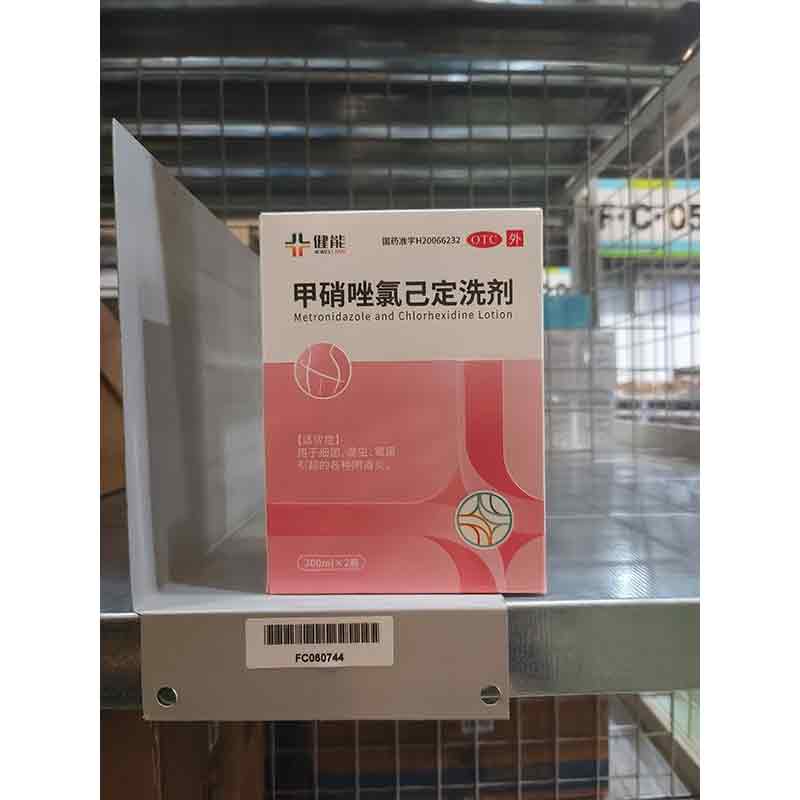 健能
国药准字H20066232
OTC
外
甲硝唑氯己定洗剂
Metronidazole and Chlorhexidine Lotion
【适应症】
用于细菌、滴虫、霉菌
引起的各种阴道炎。
300ml×2瓶
FC060744
F·C·05